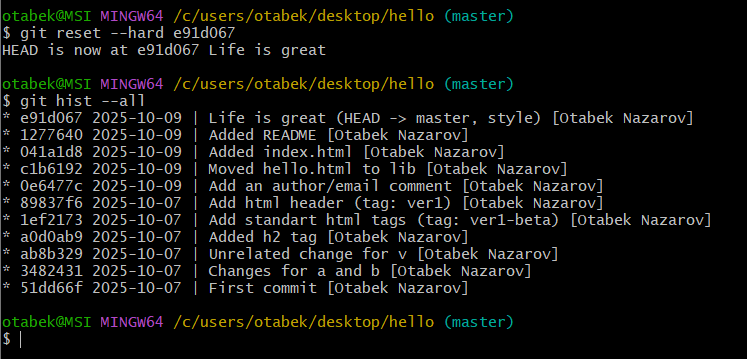 otabek@MSI MINGW64 /c/users/otabek/desktop/hello (master)
$ git reset --hard e91d067
HEAD is now at e91d067 Life is great
otabek@MSI MINGW64 /c/users/otabek/desktop/hello (master)
$ git hist --all
* e91d067 2025-10-09 | Life is great (HEAD -> master, style) [Otabek Nazarov]
* 1277640 2025-10-09 | Added README [Otabek Nazarov]
* 041a1d8 2025-10-09 | Added index.html [Otabek Nazarov]
* c1b6192 2025-10-09 | Moved hello.html to lib [Otabek Nazarov]
* 0e6477c 2025-10-09 | Add an author/email comment [Otabek Nazarov]
* 89837f6 2025-10-07 | Add html header (tag: ver1) [Otabek Nazarov]
* 1ef2173 2025-10-07 | Add standart html tags (tag: ver1-beta) [Otabek Nazarov]
* a0d0ab9 2025-10-07 | Added h2 tag [Otabek Nazarov]
* ab8b329 2025-10-07 | Unrelated change for v [Otabek Nazarov]
* 3482431 2025-10-07 | Changes for a and b [Otabek Nazarov]
* 51dd66f 2025-10-07 | First commit [Otabek Nazarov]
otabek@MSI MINGW64 /c/users/otabek/desktop/hello (master)
$